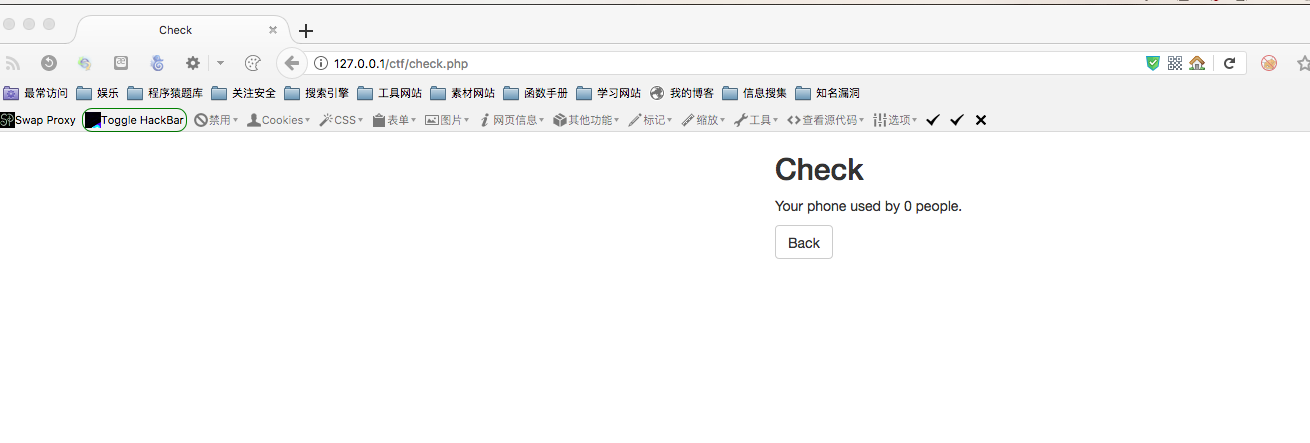 Check
127.0.0.1/ctf/check.php
最常访问 娱乐 程序猿题库 关注安全 搜索引擎 工具网站 素材网站 函数手册 学习网站 我的博客 信息搜集 知名漏洞
Swap Proxy Toggle HackBar 禁用 Cookies CSS 表单 图片 网页信息 其他功能 标记 缩放 工具 查看源代码 选项
Check
Your phone used by 0 people.
Back